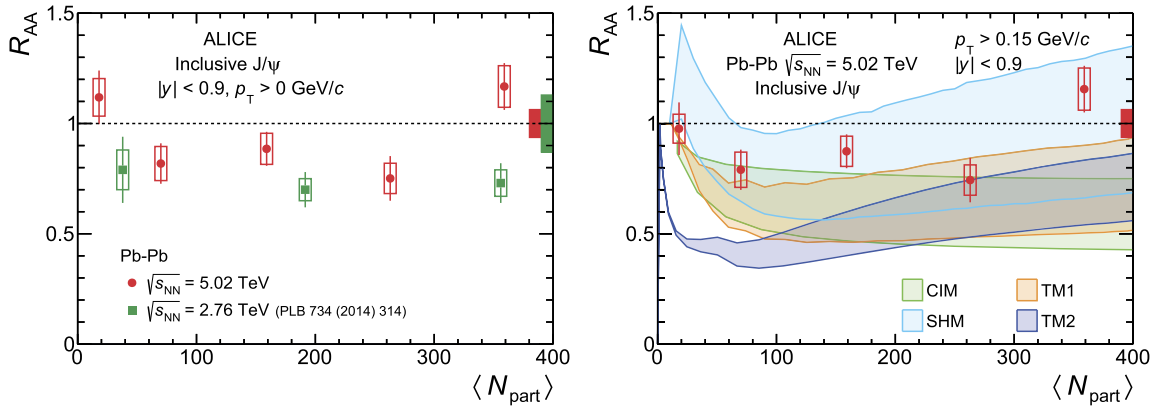 R_AA
1.5
1
0.5
0
ALICE
Inclusive J/ψ
|y| < 0.9, p_T > 0 GeV/c
Pb-Pb
√s_NN = 5.02 TeV
√s_NN = 2.76 TeV (PLB 734 (2014) 314)
0 100 200 300 400
⟨ N_part ⟩
R_AA
1.5
1
0.5
0
ALICE
Pb-Pb √s_NN = 5.02 TeV
Inclusive J/ψ
p_T > 0.15 GeV/c
|y| < 0.9
CIM TM1
SHM TM2
0 100 200 300 400
⟨ N_part ⟩